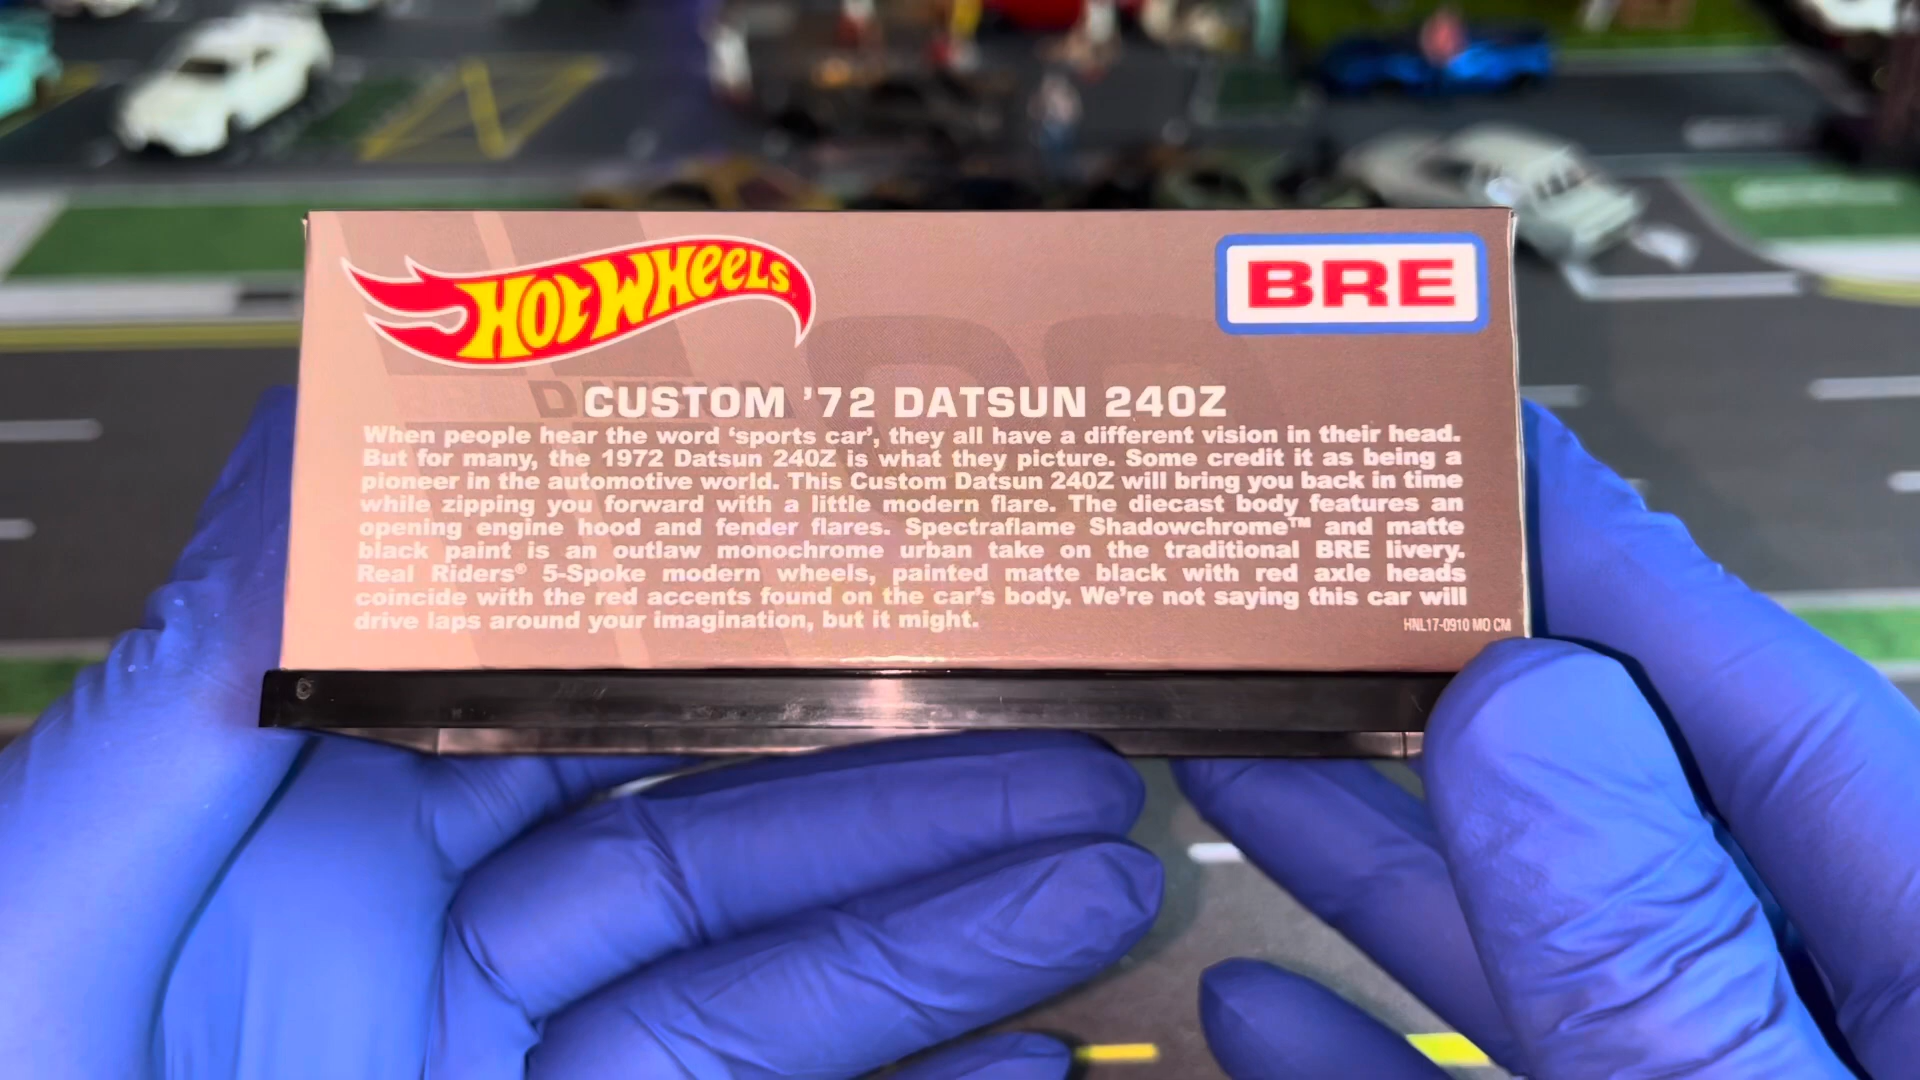 HOT WHEELS
BRE
DATSUN
CUSTOM '72 DATSUN 240Z
When people hear the word 'sports car', they all have a different vision in their head.
But for many, the 1972 Datsun 240Z is what they picture. Some credit it as being a
pioneer in the automotive world. This Custom Datsun 240Z will bring you back in time
while zipping you forward with a little modern flare. The diecast body features an
opening engine hood and fender flares. Spectraflame Shadowchrome™ and matte
black paint is an outlaw monochrome urban take on the traditional BRE livery.
Real Riders® 5-Spoke modern wheels, painted matte black with red axle heads
coincide with the red accents found on the car's body. We're not saying this car will
drive laps around your imagination, but it might.
HNL17-0910 MO CM